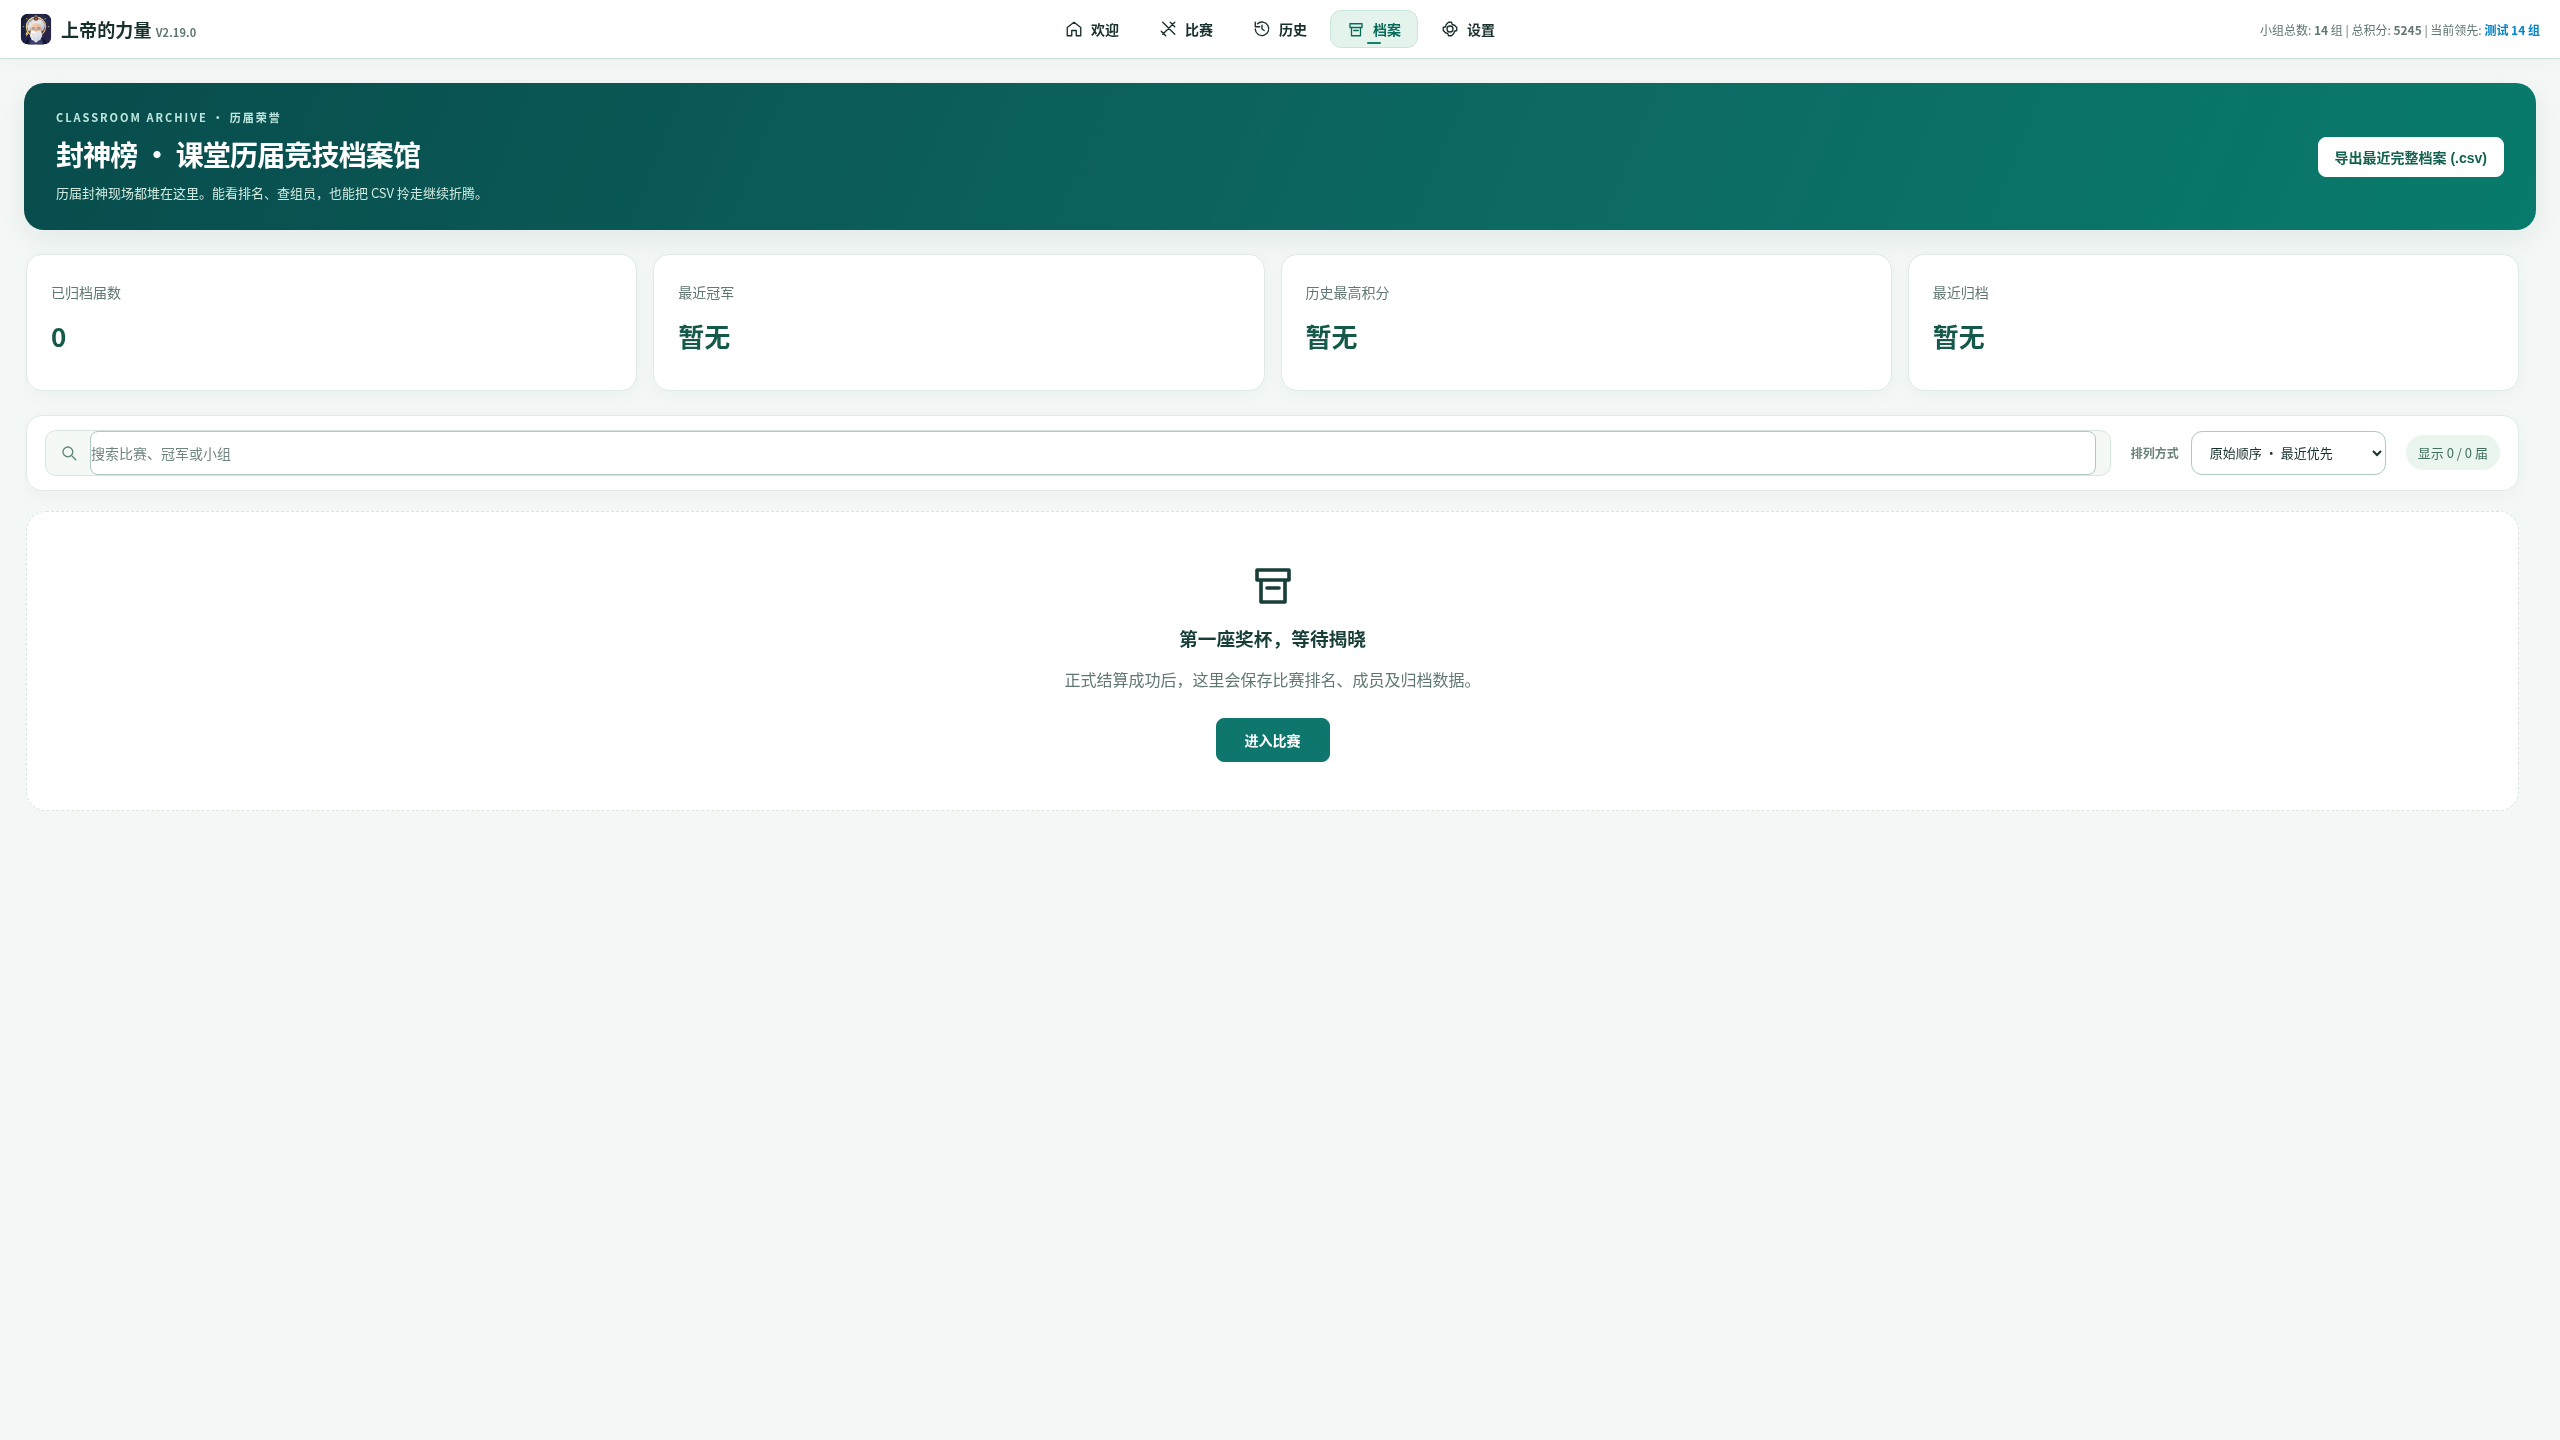 上帝的力量 V2.19.0
欢迎
比赛
历史
档案
设置
小组总数: 14 组 | 总积分: 5245 | 当前领先: 测试 14 组
CLASSROOM ARCHIVE · 历届荣誉
封神榜 · 课堂历届竞技档案馆
历届封神现场都堆在这里。能看排名、查组员，也能把 CSV 拎走继续折腾。
导出最近完整档案 (.csv)
已归档届数
0
最近冠军
暂无
历史最高积分
暂无
最近归档
暂无
搜索比赛、冠军或小组
排列方式
原始顺序 · 最近优先
显示 0 / 0 届
第一座奖杯，等待揭晓
正式结算成功后，这里会保存比赛排名、成员及归档数据。
进入比赛